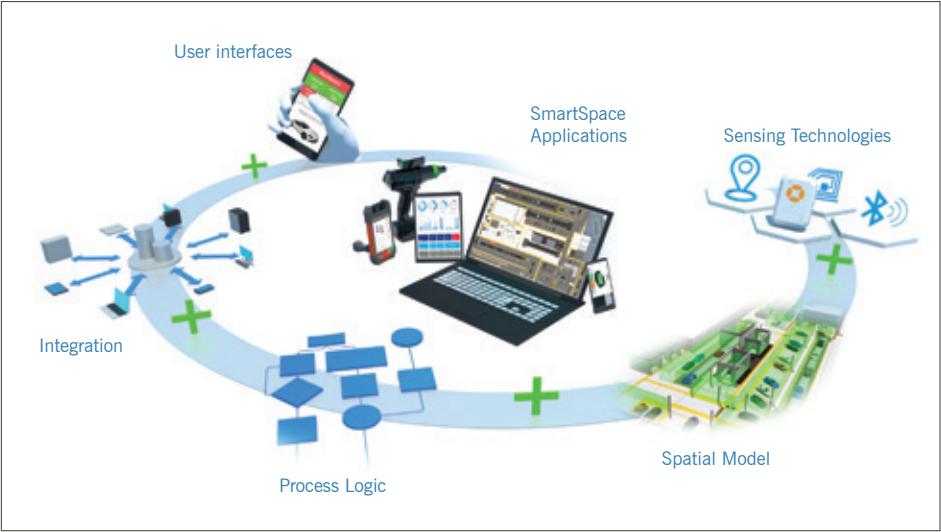 User interfaces
SmartSpace
Applications
Sensing Technologies
Integration
Spatial Model
Process Logic